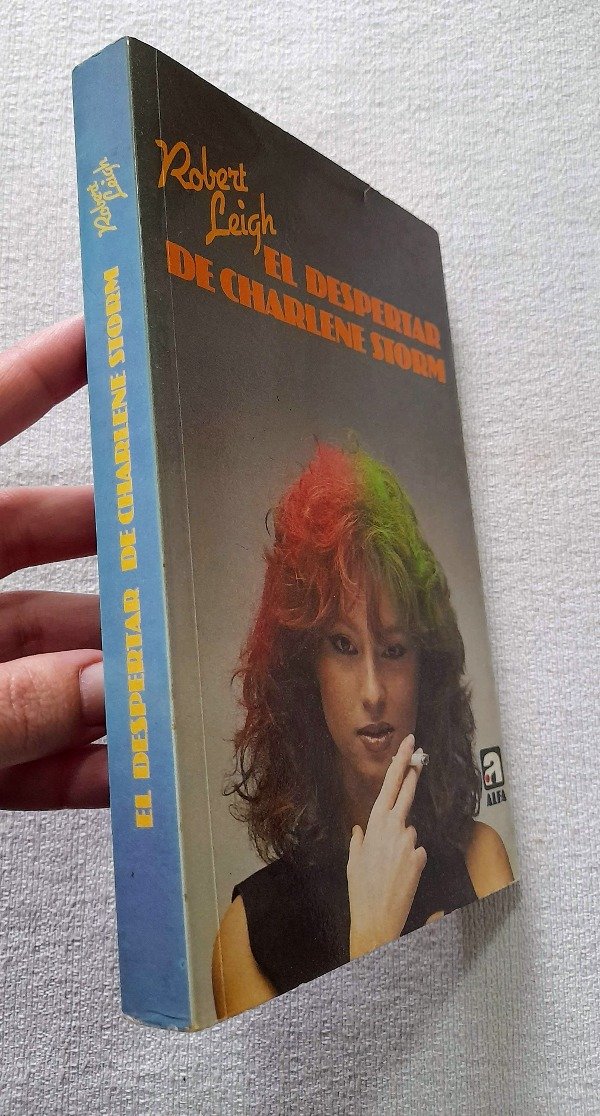 Robert
Leigh
EL DESPERTAR
DE CHARLENE STORM
a
ALFA
Robert
Leigh
EL DESPERTAR DE CHARLENE STORM